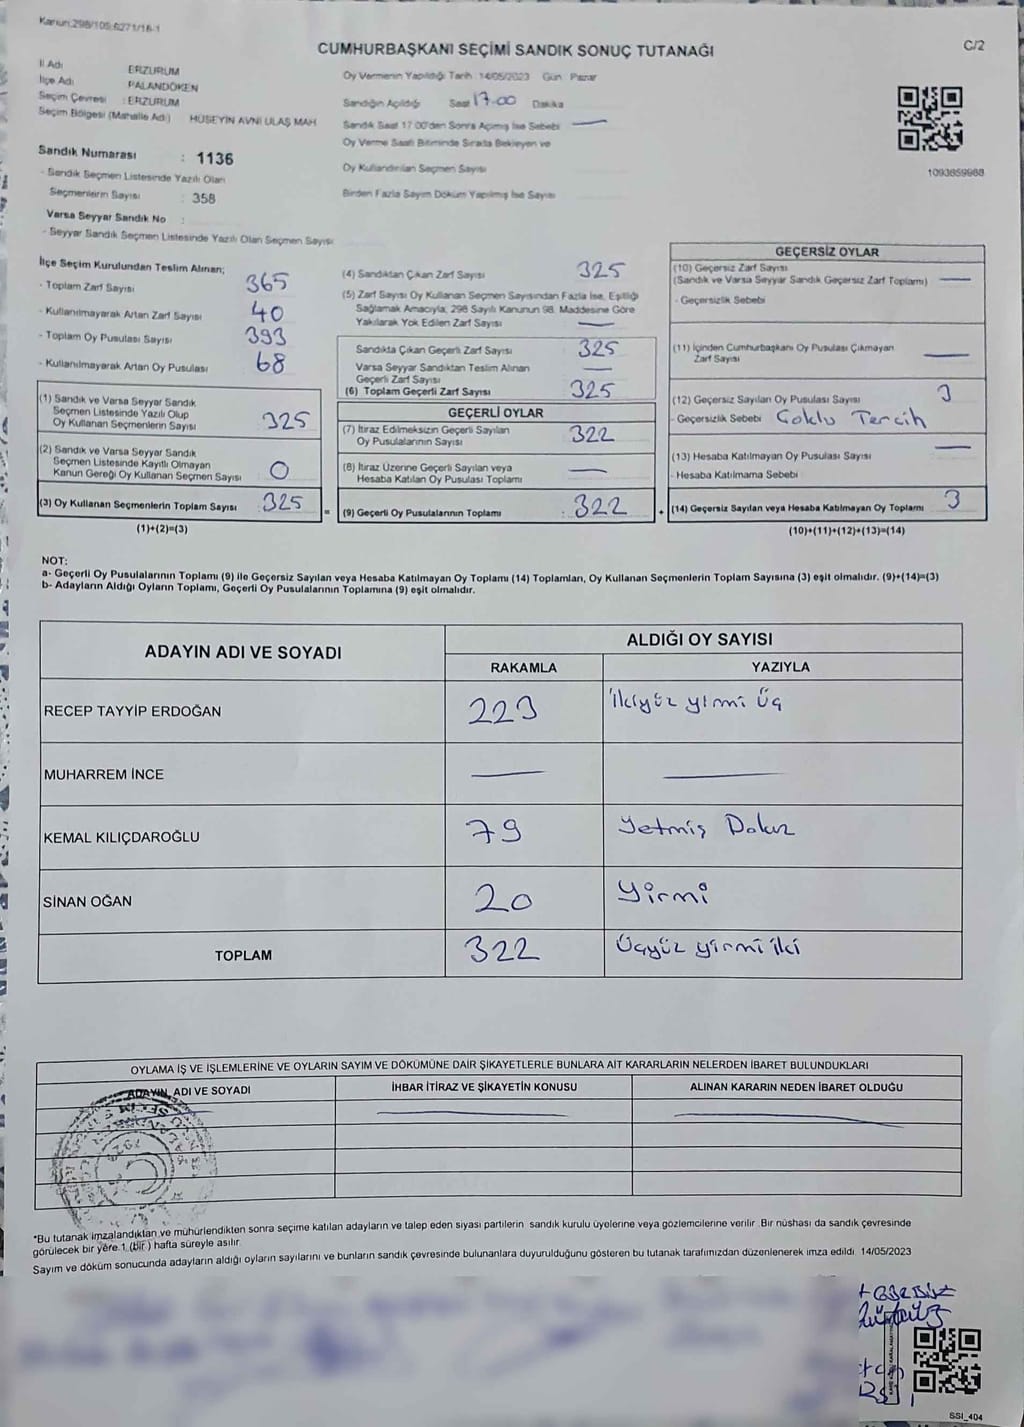 Kanun:298/105;6271/16-1
C/2
CUMHURBAŞKANI SEÇİMİ SANDIK SONUÇ TUTANAĞI
İl Adı : ERZURUM
İlçe Adı : PALANDÖKEN
Seçim Çevresi : ERZURUM
Seçim Bölgesi (Mahalle Adı) HÜSEYİN AVNİ ULAŞ MAH
Sandık Numarası : 1136
- Sandık Seçmen Listesinde Yazılı Olan
Seçmenlerin Sayısı : 358
Varsa Seyyar Sandık No :
- Seyyar Sandık Seçmen Listesinde Yazılı Olan Seçmen Sayısı
Oy Vermenin Yapıldığı Tarih : 14/05/2023 Gün : Pazar
Sandığın Açıldığı Saat 17.00 Dakika
Sandık Saat 17:00'den Sonra Açılmış İse Sebebi —
Oy Verme Saati Bitiminde Sırada Bekleyen ve
Oy Kullandırılan Seçmen Sayısı
Birden Fazla Sayım Döküm Yapılmış İse Sayısı
1093859988
İlçe Seçim Kurulundan Teslim Alınan;
- Toplam Zarf Sayısı 365
- Kullanılmayarak Artan Zarf Sayısı 40
- Toplam Oy Pusulası Sayısı 393
- Kullanılmayarak Artan Oy Pusulası 68
(1) Sandık ve Varsa Seyyar Sandık
Seçmen Listesinde Yazılı Olup
Oy Kullanan Seçmenlerin Sayısı 325
(2) Sandık ve Varsa Seyyar Sandık
Seçmen Listesinde Kayıtlı Olmayan
Kanun Gereği Oy Kullanan Seçmen Sayısı 0
(3) Oy Kullanan Seçmenlerin Toplam Sayısı 325
(1)+(2)=(3)
(4) Sandıktan Çıkan Zarf Sayısı 325
(5) Zarf Sayısı Oy Kullanan Seçmen Sayısından Fazla İse, Eşitliği
Sağlamak Amacıyla, 298 Sayılı Kanunun 98. Maddesine Göre
Yakılarak Yok Edilen Zarf Sayısı —
Sandıkta Çıkan Geçerli Zarf Sayısı 325
Varsa Seyyar Sandıktan Teslim Alınan
Geçerli Zarf Sayısı —
(6) Toplam Geçerli Zarf Sayısı 325
GEÇERLİ OYLAR
(7) İtiraz Edilmeksizin Geçerli Sayılan
Oy Pusulalarının Sayısı 322
(8) İtiraz Üzerine Geçerli Sayılan veya
Hesaba Katılan Oy Pusulası Toplamı —
= (9) Geçerli Oy Pusulalarının Toplamı : 322 +
GEÇERSİZ OYLAR
(10) Geçersiz Zarf Sayısı
(Sandık ve Varsa Seyyar Sandık Geçersiz Zarf Toplamı) —
- Geçersizlik Sebebi
(11) İçinden Cumhurbaşkanı Oy Pusulası Çıkmayan
Zarf Sayısı —
(12) Geçersiz Sayılan Oy Pusulası Sayısı 3
- Geçersizlik Sebebi Çoklu Tercih
(13) Hesaba Katılmayan Oy Pusulası Sayısı —
- Hesaba Katılmama Sebebi
(14) Geçersiz Sayılan veya Hesaba Katılmayan Oy Toplamı 3
(10)+(11)+(12)+(13)=(14)
NOT:
a- Geçerli Oy Pusulalarının Toplamı (9) ile Geçersiz Sayılan veya Hesaba Katılmayan Oy Toplamı (14) Toplamları, Oy Kullanan Seçmenlerin Toplam Sayısına (3) eşit olmalıdır. (9)+(14)=(3)
b- Adayların Aldığı Oyların Toplamı, Geçerli Oy Pusulalarının Toplamına (9) eşit olmalıdır.
ADAYIN ADI VE SOYADI ALDIĞI OY SAYISI
RAKAMLA YAZIYLA
RECEP TAYYİP ERDOĞAN 223 İkiyüz yirmi Üç
MUHARREM İNCE — —
KEMAL KILIÇDAROĞLU 79 Yetmiş Dokuz
SİNAN OĞAN 20 Yirmi
TOPLAM 322 Üçyüz yirmi iki
OYLAMA İŞ VE İŞLEMLERİNE VE OYLARIN SAYIM VE DÖKÜMÜNE DAİR ŞİKAYETLERLE BUNLARA AİT KARARLARIN NELERDEN İBARET BULUNDUKLARI
ADAYIN ADI VE SOYADI İHBAR İTİRAZ VE ŞİKAYETİN KONUSU ALINAN KARARIN NEDEN İBARET OLDUĞU
*Bu tutanak imzalandıktan ve mühürlendikten sonra seçime katılan adayların ve talep eden siyasi partilerin sandık kurulu üyelerine veya gözlemcilerine verilir. Bir nüshası da sandık çevresinde
görülecek bir yere 1 (bir) hafta süreyle asılır.
Sayım ve döküm sonucunda adayların aldığı oyların sayılarını ve bunların sandık çevresinde bulunanlara duyurulduğunu gösteren bu tutanak tarafımızdan düzenlenerek imza edildi. 14/05/2023
SSI_404